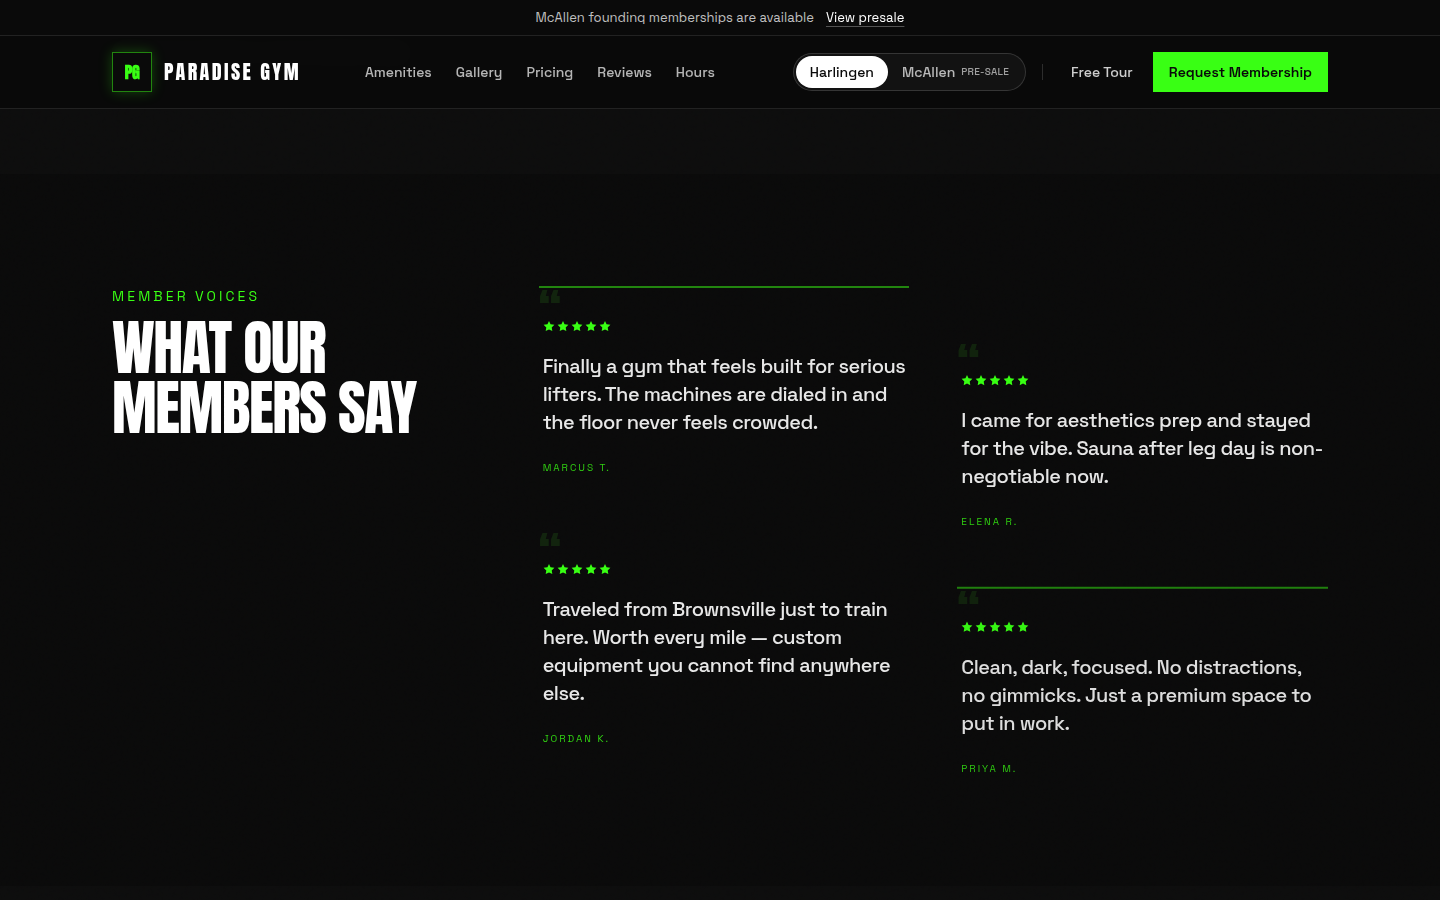 McAllen founding memberships are available View presale
PG PARADISE GYM
Amenities Gallery Pricing Reviews Hours
Harlingen McAllen PRE-SALE Free Tour Request Membership
MEMBER VOICES
WHAT OUR
MEMBERS SAY
“
★★★★★
Finally a gym that feels built for serious
lifters. The machines are dialed in and
the floor never feels crowded.
MARCUS T.
“
★★★★★
I came for aesthetics prep and stayed
for the vibe. Sauna after leg day is non-
negotiable now.
ELENA R.
“
★★★★★
Traveled from Brownsville just to train
here. Worth every mile — custom
equipment you cannot find anywhere
else.
JORDAN K.
“
★★★★★
Clean, dark, focused. No distractions,
no gimmicks. Just a premium space to
put in work.
PRIYA M.